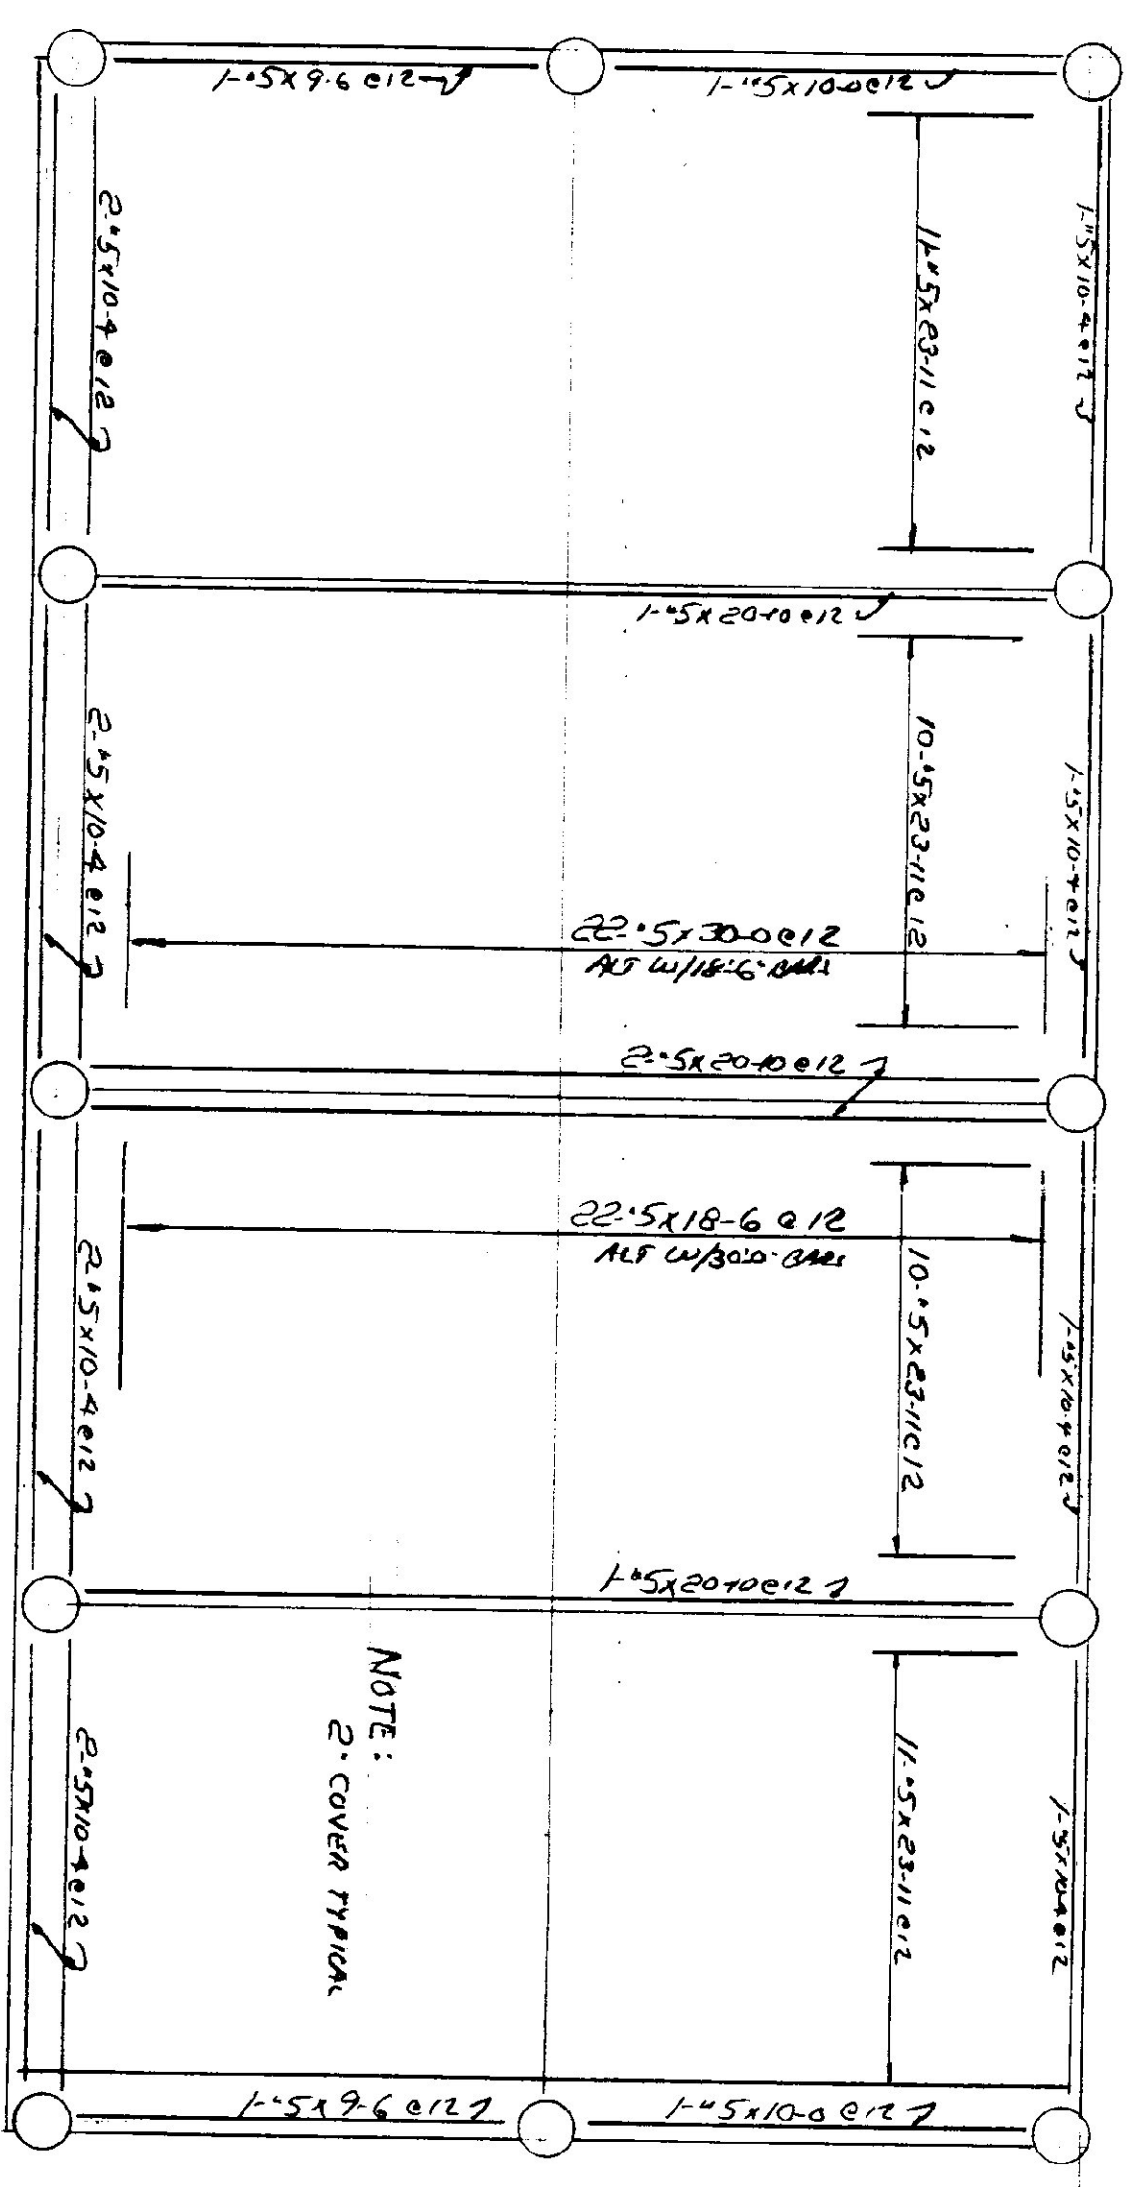 1-#5x9-6 @12
1-#5x10-0@12
2-#5x10-4@12
11-#5x23-11@12
1-#5x10-4@12
1-#5x20-10@12
2-#5x10-4@12
10-#5x23-11@12
1-#5x10-4@12
22-#5x30-0@12
ALT W/18'-6" BARS
2-#5x20-10@12
22-#5x18-6 @12
ALT W/30'0" BARS
2-#5x10-4@12
10-#5x23-11@12
1-#5x10-4@12
1-#5x20-10@12
NOTE:
2" COVER TYPICAL
2-#5x10-4@12
11-#5x23-11@12
1-#5x10-4@12
1-#5x9-6 @12
1-#5x10-0 @12